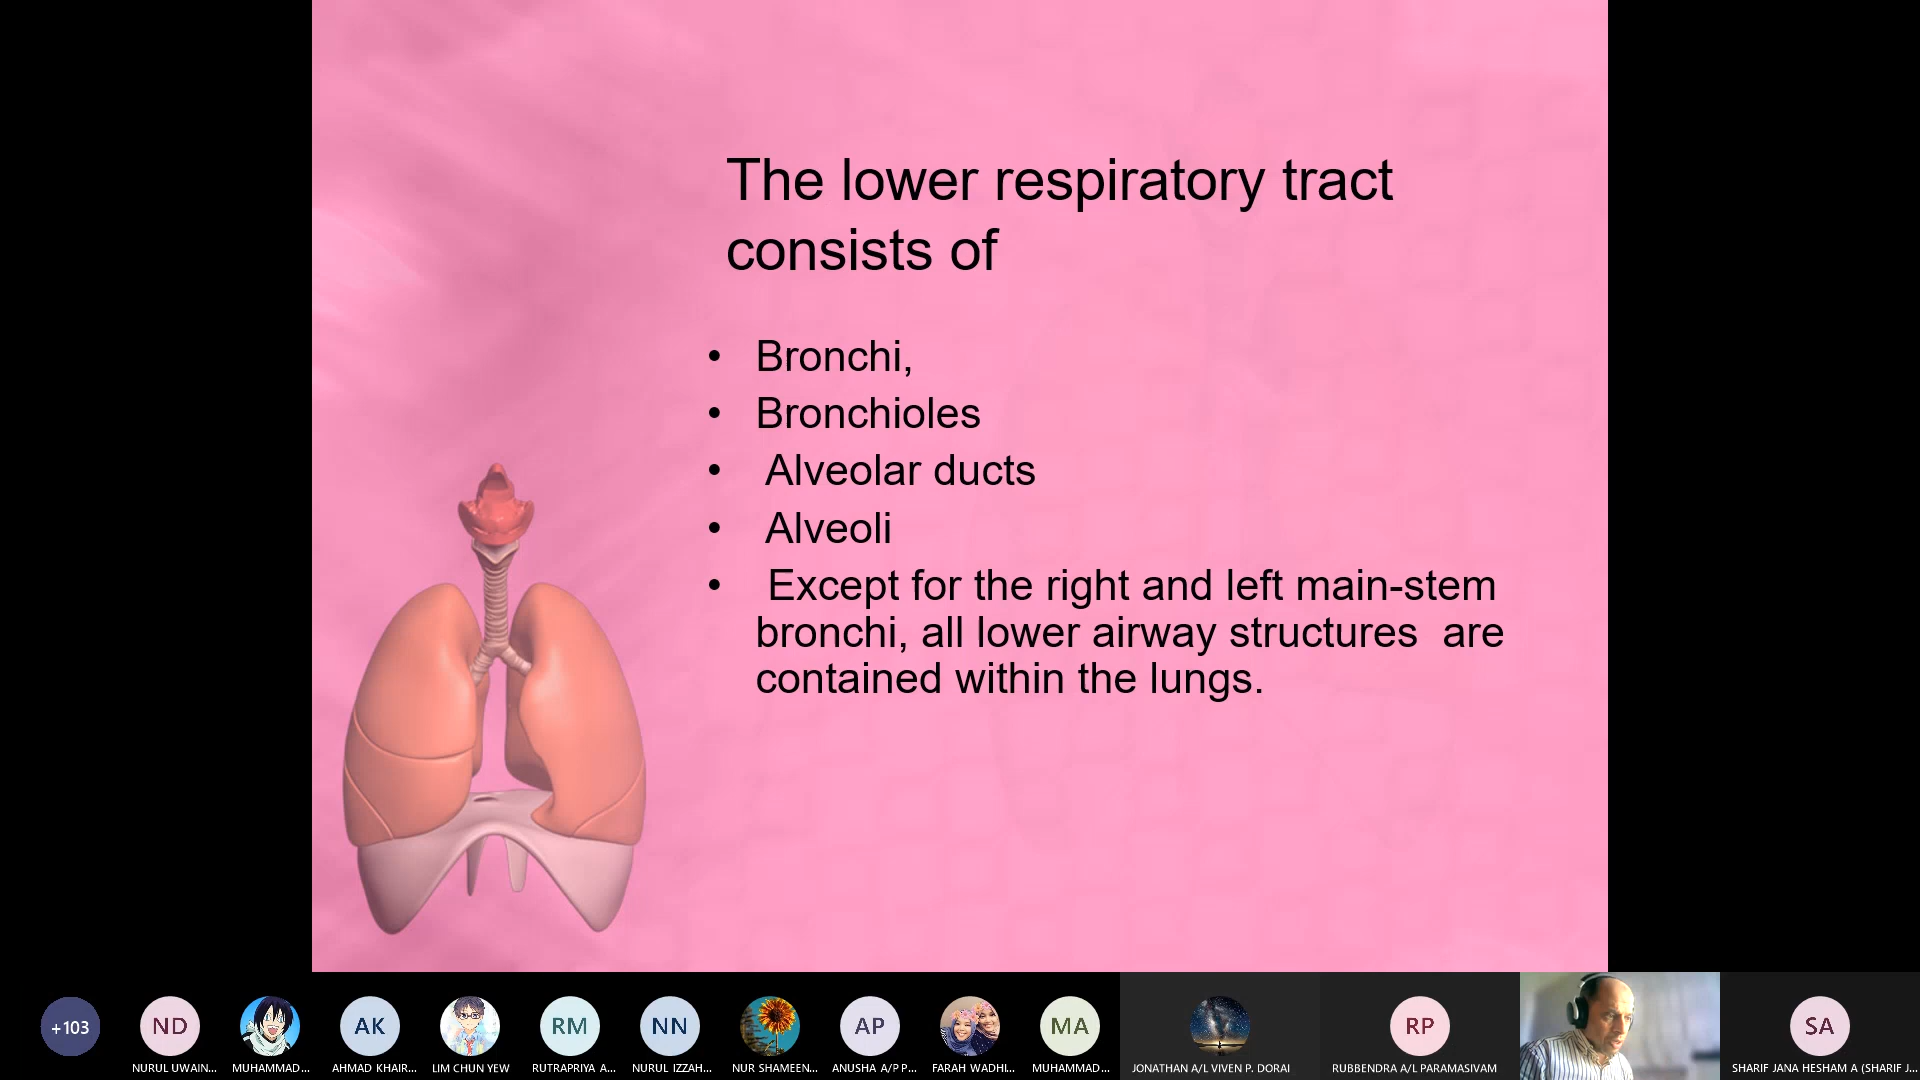 The lower respiratory tract
consists of
• Bronchi,
• Bronchioles
• Alveolar ducts
• Alveoli
• Except for the right and left main-stem
bronchi, all lower airway structures are
contained within the lungs.
+103
ND
AK
RM
NN
AP
MA
RP
SA
NURUL UWAIN...
MUHAMMAD...
AHMAD KHAIR...
LIM CHUN YEW
RUTRAPRIYA A...
NURUL IZZAH...
NUR SHAMEEN...
ANUSHA A/P P...
FARAH WADHI...
MUHAMMAD...
JONATHAN A/L VIVEN P. DORAI
RUBBENDRA A/L PARAMASIVAM
SHARIF JANA HESHAM A (SHARIF J...